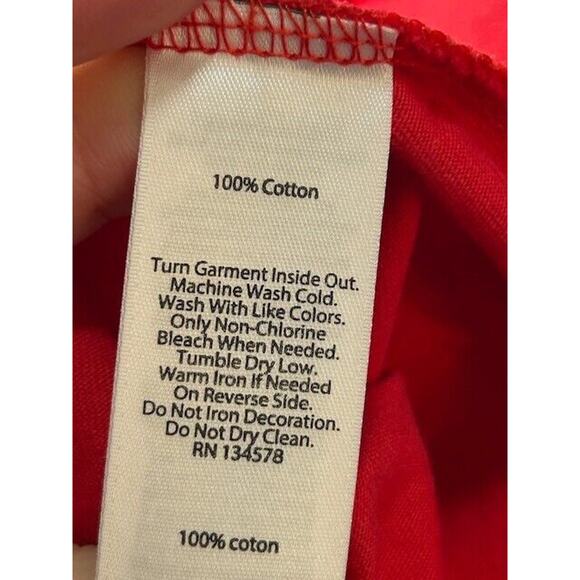 100% Cotton
Turn Garment Inside Out.
Machine Wash Cold.
Wash With Like Colors.
Only Non-Chlorine
Bleach When Needed.
Tumble Dry Low.
Warm Iron If Needed
On Reverse Side.
Do Not Iron Decoration.
Do Not Dry Clean.
RN 134578
100% coton